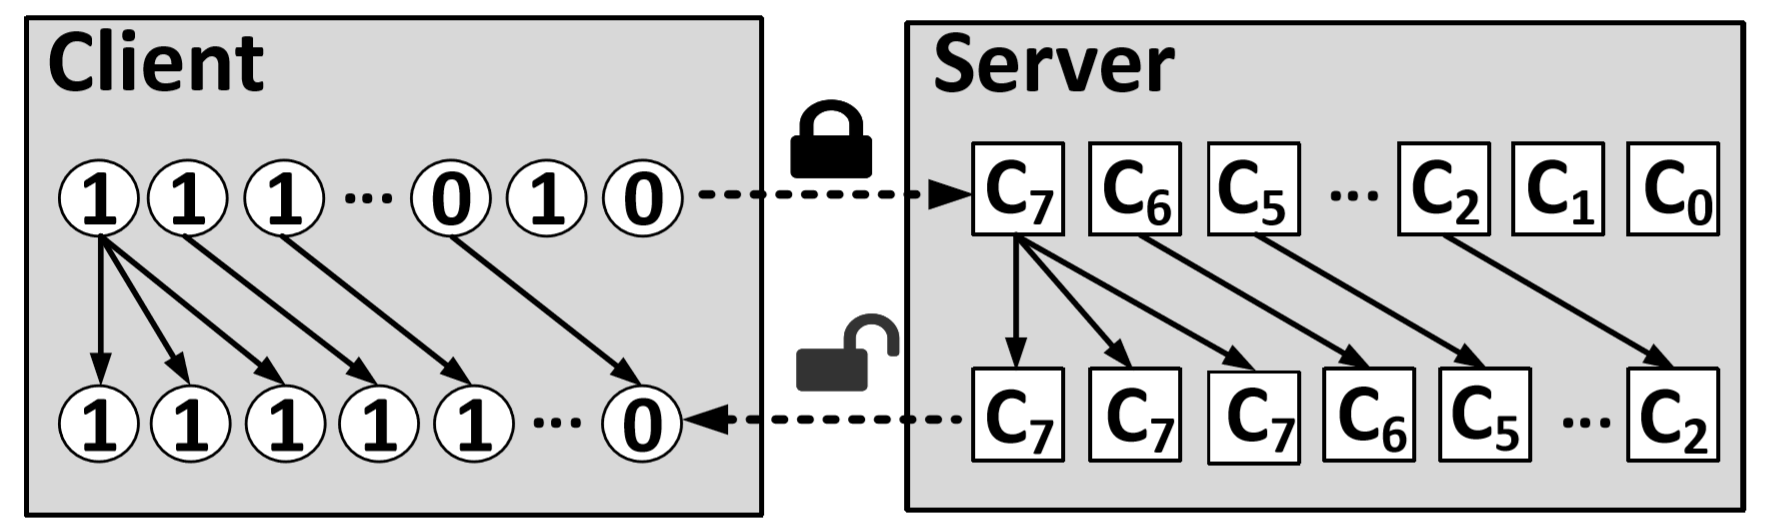 Client
Server
1 1 1 ... 0 1 0
C7 C6 C5 ... C2 C1 C0
1 1 1 1 1 ... 0
C7 C7 C7 C6 C5 ... C2